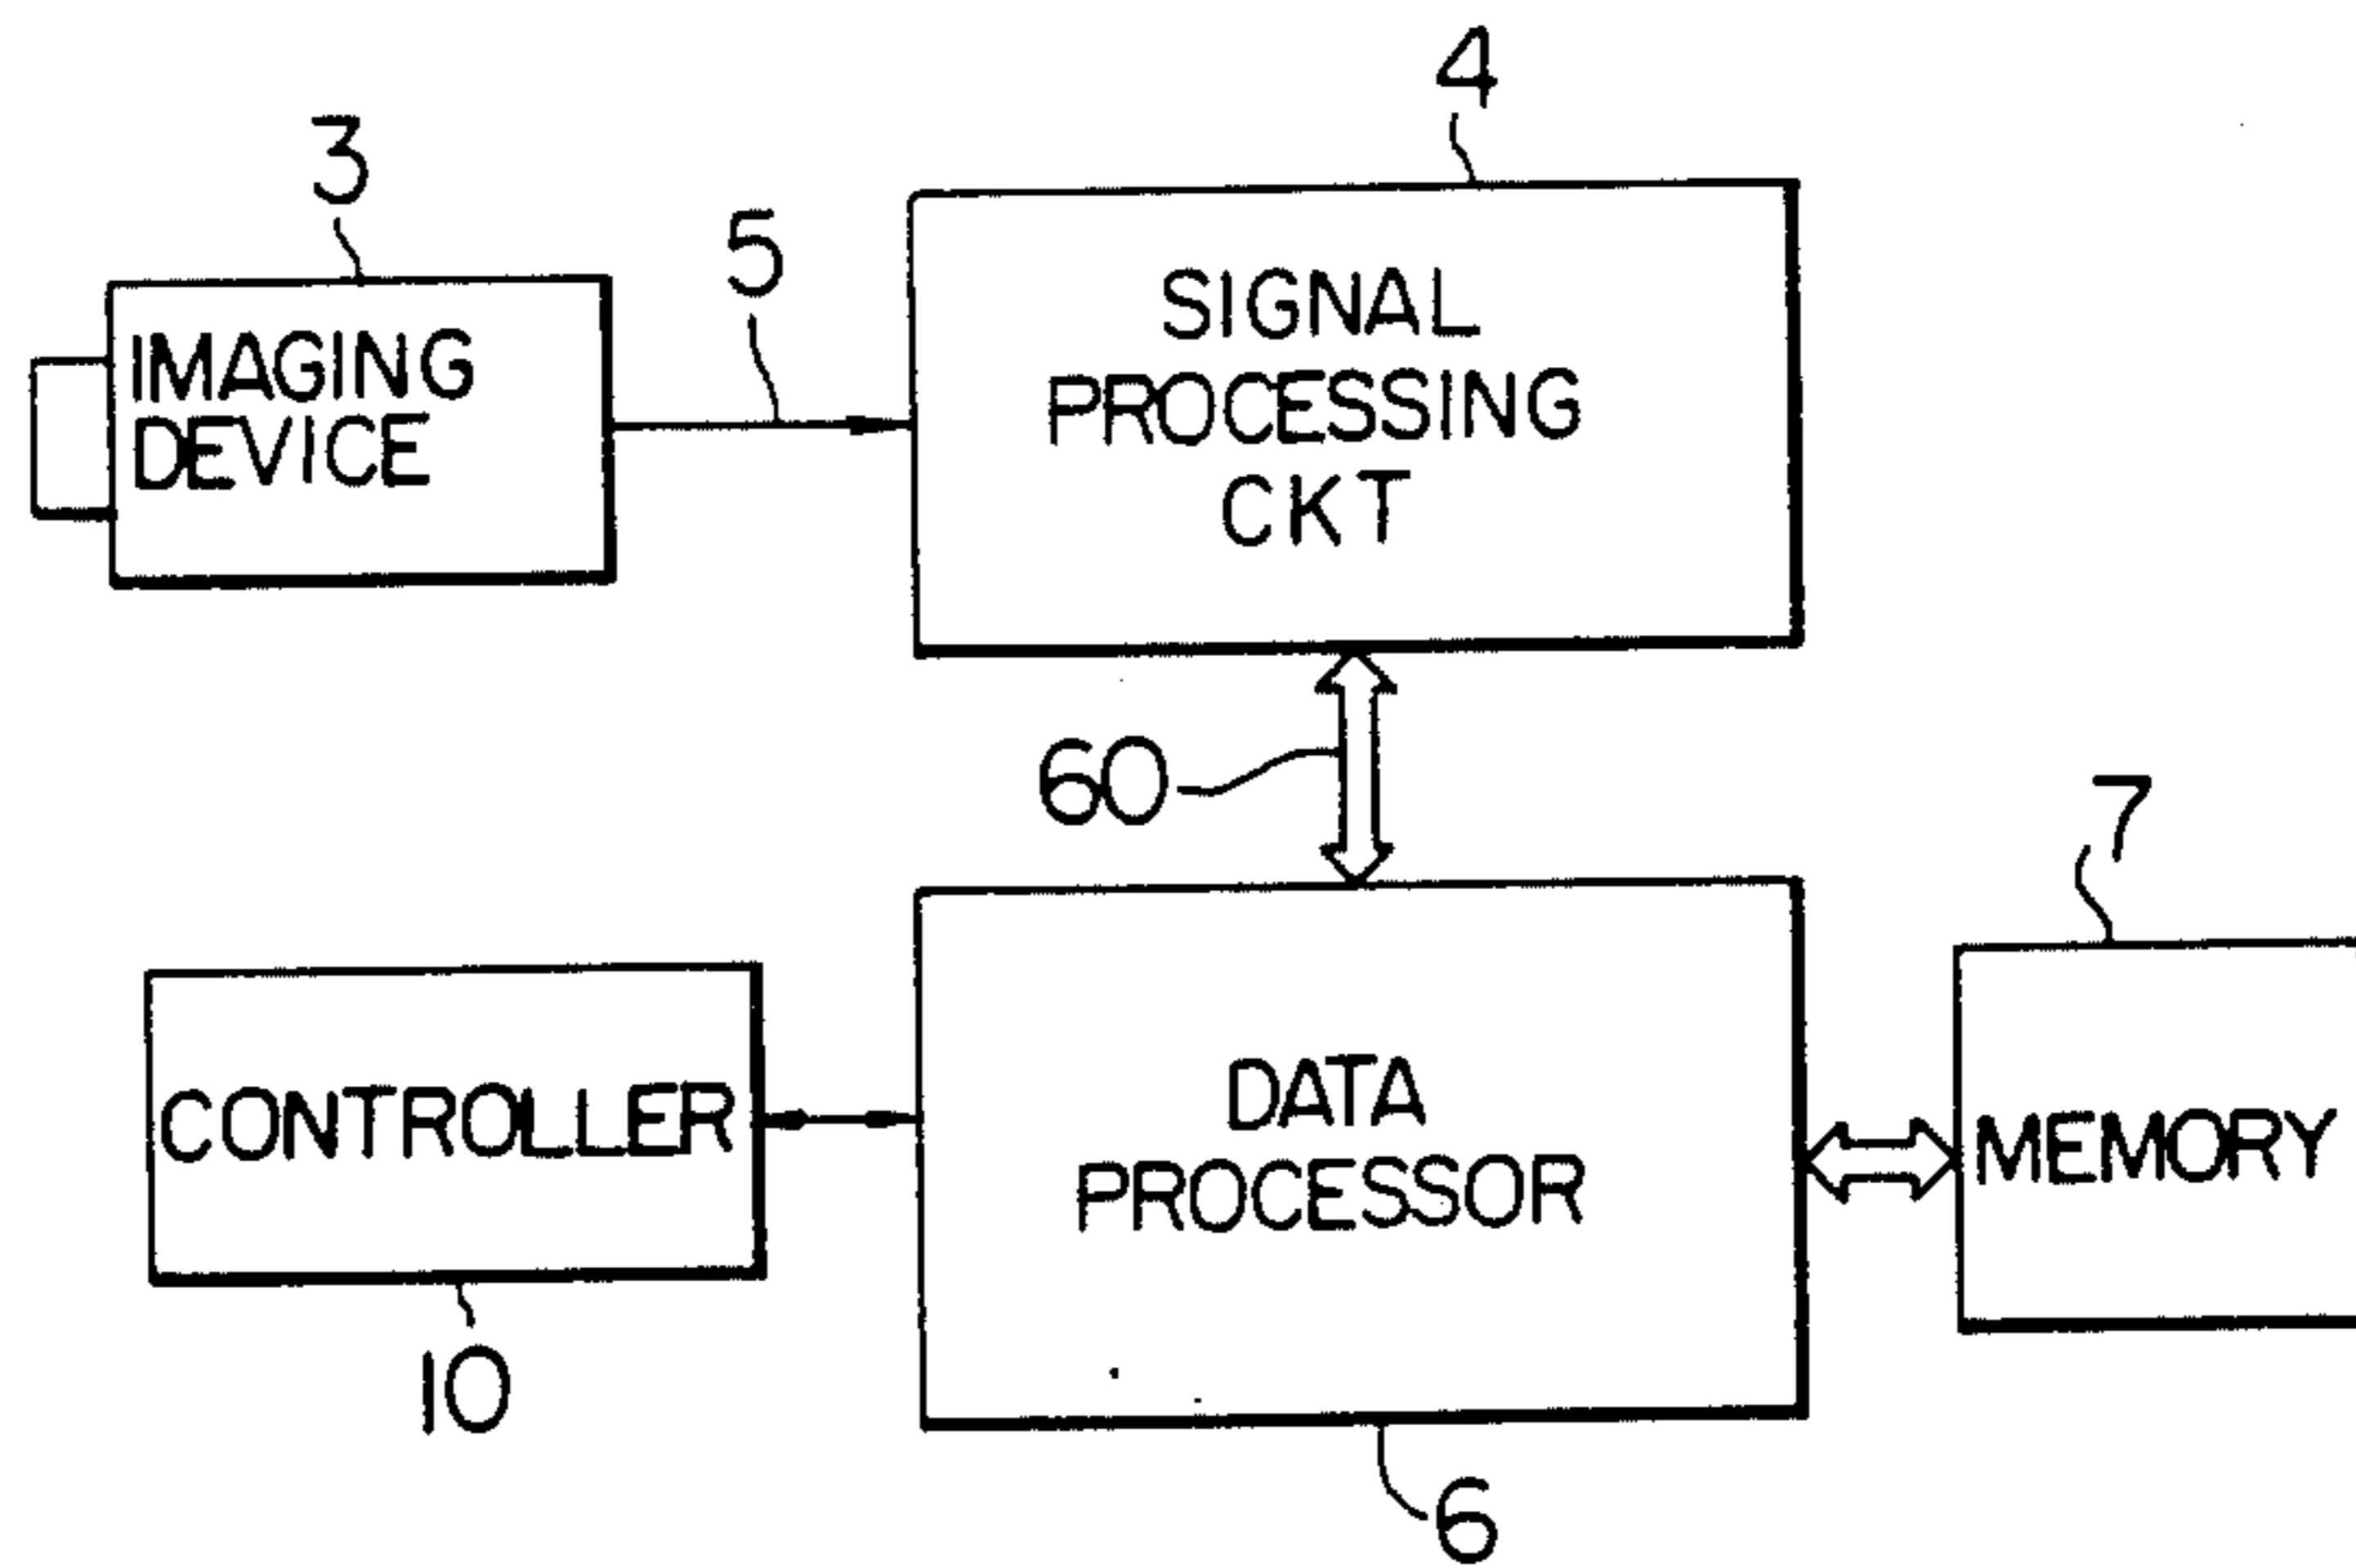 4
3
5
IMAGING
DEVICE
SIGNAL
PROCESSING
CKT
60
7
CONTROLLER
DATA
PROCESSOR
MEMORY
10
6